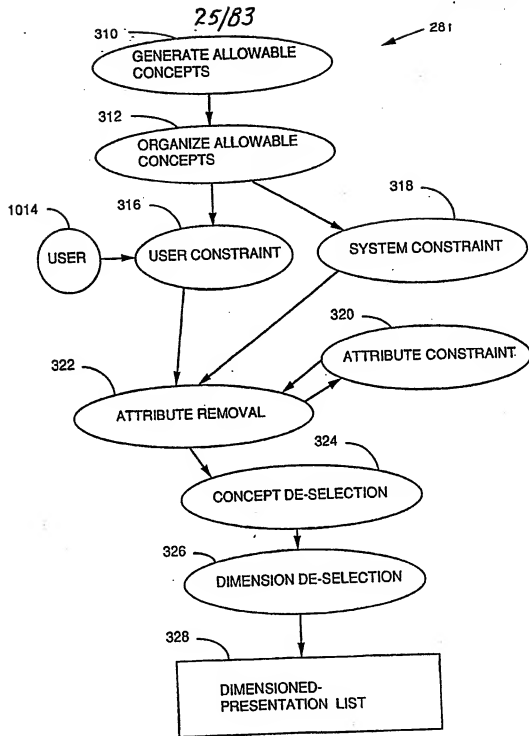 25/83
310
281
GENERATE ALLOWABLE
CONCEPTS
312
ORGANIZE ALLOWABLE
CONCEPTS
316
318
1014
USER
USER CONSTRAINT
SYSTEM CONSTRAINT
320
ATTRIBUTE CONSTRAINT
322
ATTRIBUTE REMOVAL
324
CONCEPT DE-SELECTION
326
DIMENSION DE-SELECTION
328
DIMENSIONED-
PRESENTATION LIST